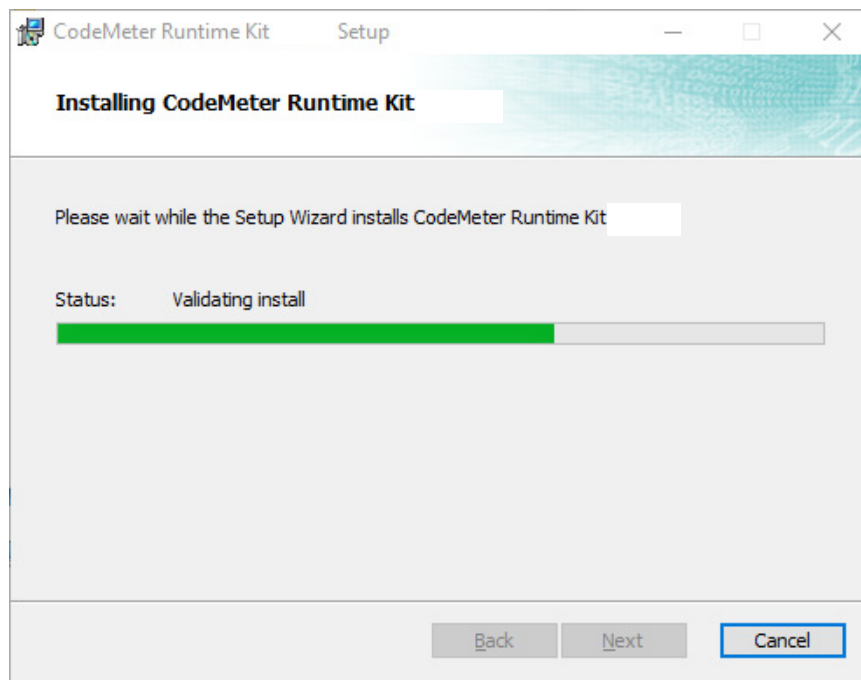 CodeMeter Runtime Kit Setup
Installing CodeMeter Runtime Kit
Please wait while the Setup Wizard installs CodeMeter Runtime Kit
Status: Validating install
Back Next Cancel